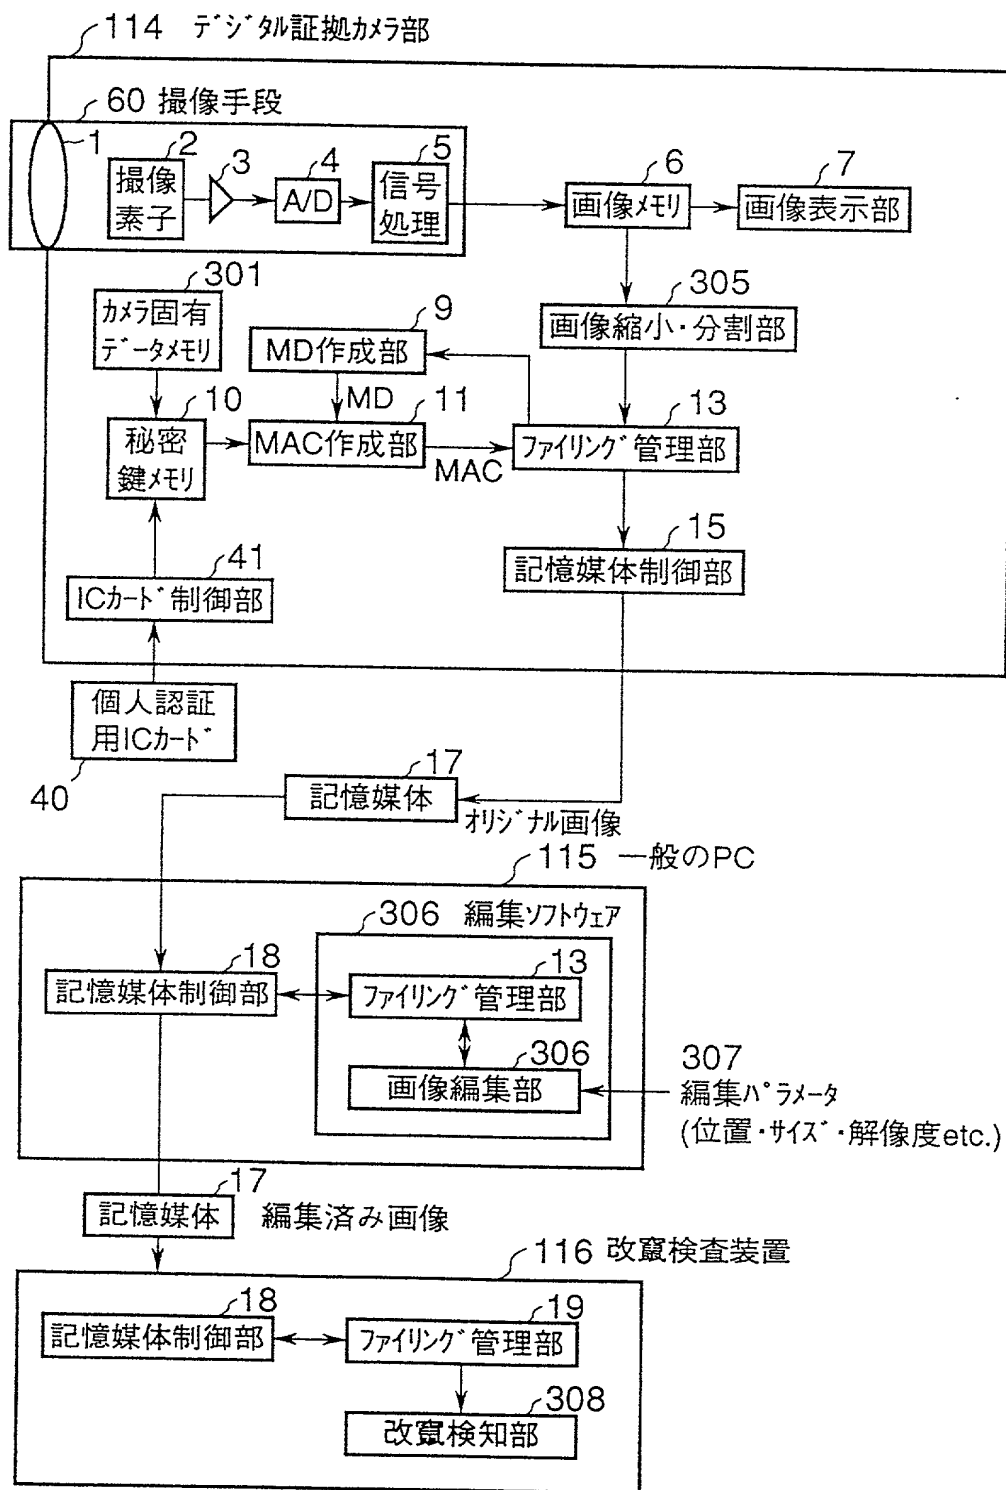 114 デジタル証拠カメラ部
60 撮像手段
1
2
3
4
5
6
7
撮像
素子
A/D
信号
処理
画像メモリ
画像表示部
301
カメラ固有
データメモリ
9
MD作成部
305
画像縮小・分割部
MD
10
秘密
鍵メモリ
11
MAC作成部
MAC
13
ファイリング管理部
15
記憶媒体制御部
41
ICカード制御部
個人認証
用ICカード
40
17
記憶媒体
オリジナル画像
115 一般のPC
306 編集ソフトウェア
18
記憶媒体制御部
13
ファイリング管理部
306
画像編集部
307
編集パラメータ
(位置・サイズ・解像度etc.)
17
記憶媒体
編集済み画像
116 改竄検査装置
18
記憶媒体制御部
19
ファイリング管理部
308
改竄検知部